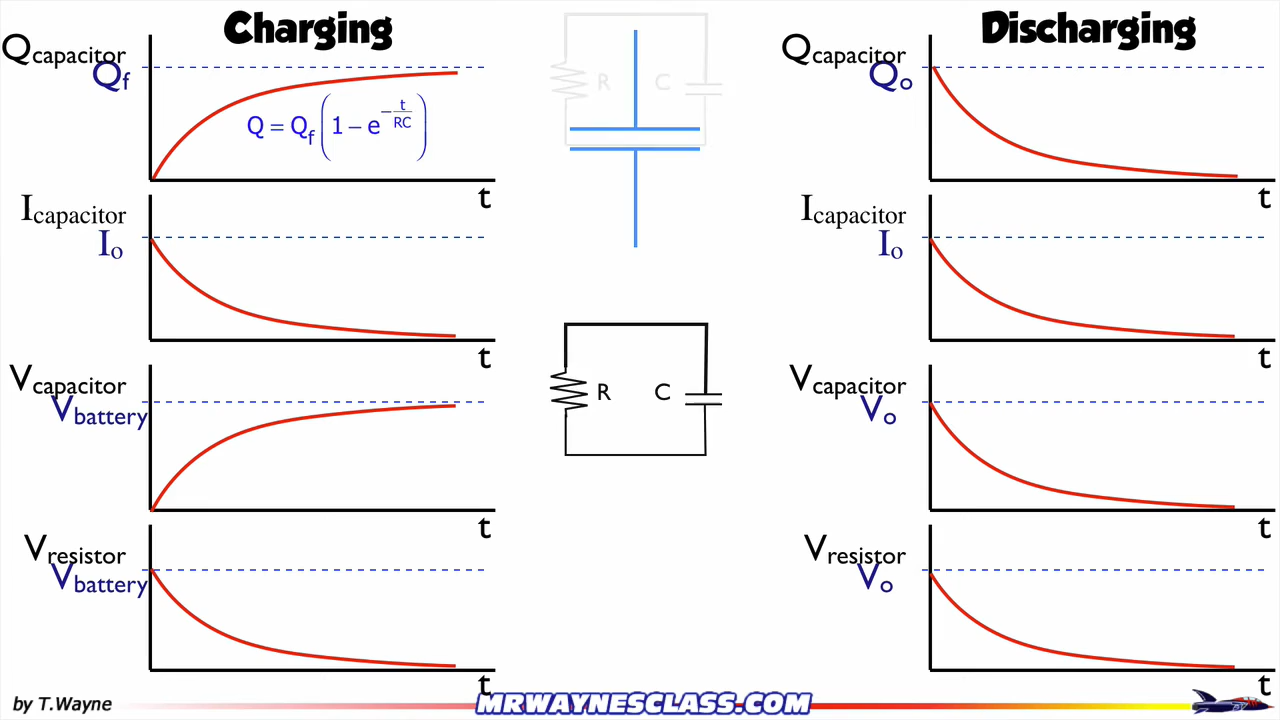 Charging
Qcapacitor
Qf
Q = Qf (1 − e^−t/RC)
t
Icapacitor
Io
t
Vcapacitor
Vbattery
t
Vresistor
Vbattery
t
R C
R C
Discharging
Qcapacitor
Qo
t
Icapacitor
Io
t
Vcapacitor
Vo
t
Vresistor
Vo
t
by T.Wayne
MRWAYNESCLASS.COM